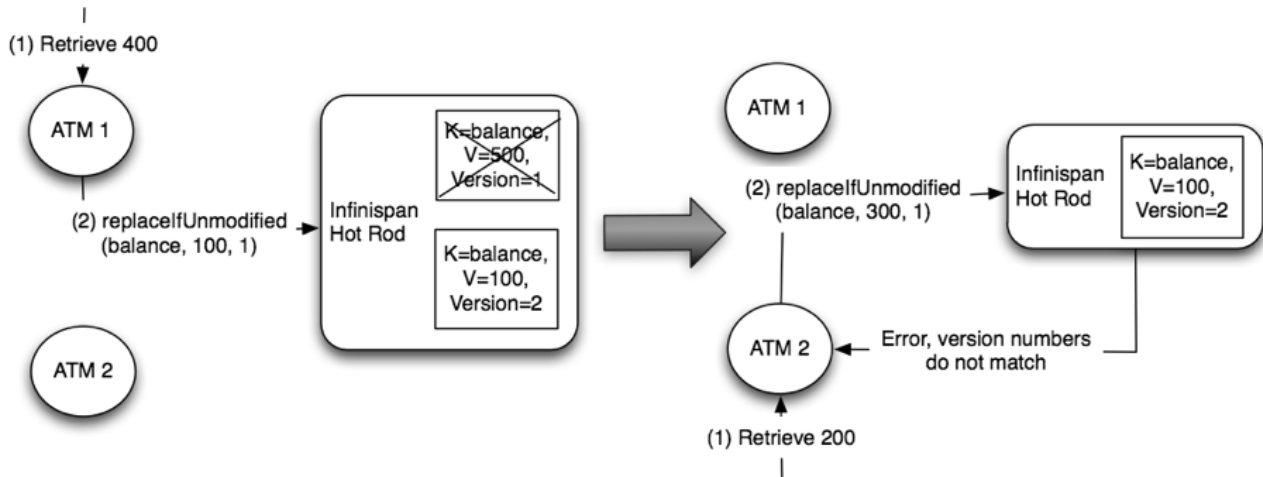 (1) Retrieve 400
ATM 1
(2) replaceIfUnmodified
(balance, 100, 1)
Infinispan
Hot Rod
K=balance,
V=500,
Version=1
K=balance,
V=100,
Version=2
ATM 2
ATM 1
(2) replaceIfUnmodified
(balance, 300, 1)
Infinispan
Hot Rod
K=balance,
V=100,
Version=2
ATM 2
Error, version numbers
do not match
(1) Retrieve 200